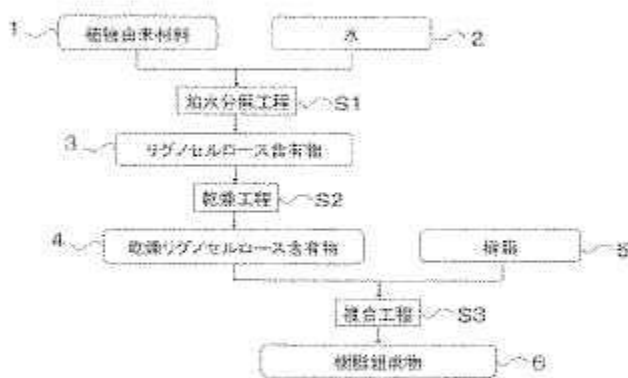 1 植物由来材料 水 2
加水分解工程 S1
3 リグノセルロース含有物
乾燥工程 S2
4 乾燥リグノセルロース含有物 樹脂 5
複合工程 S3
樹脂組成物 6